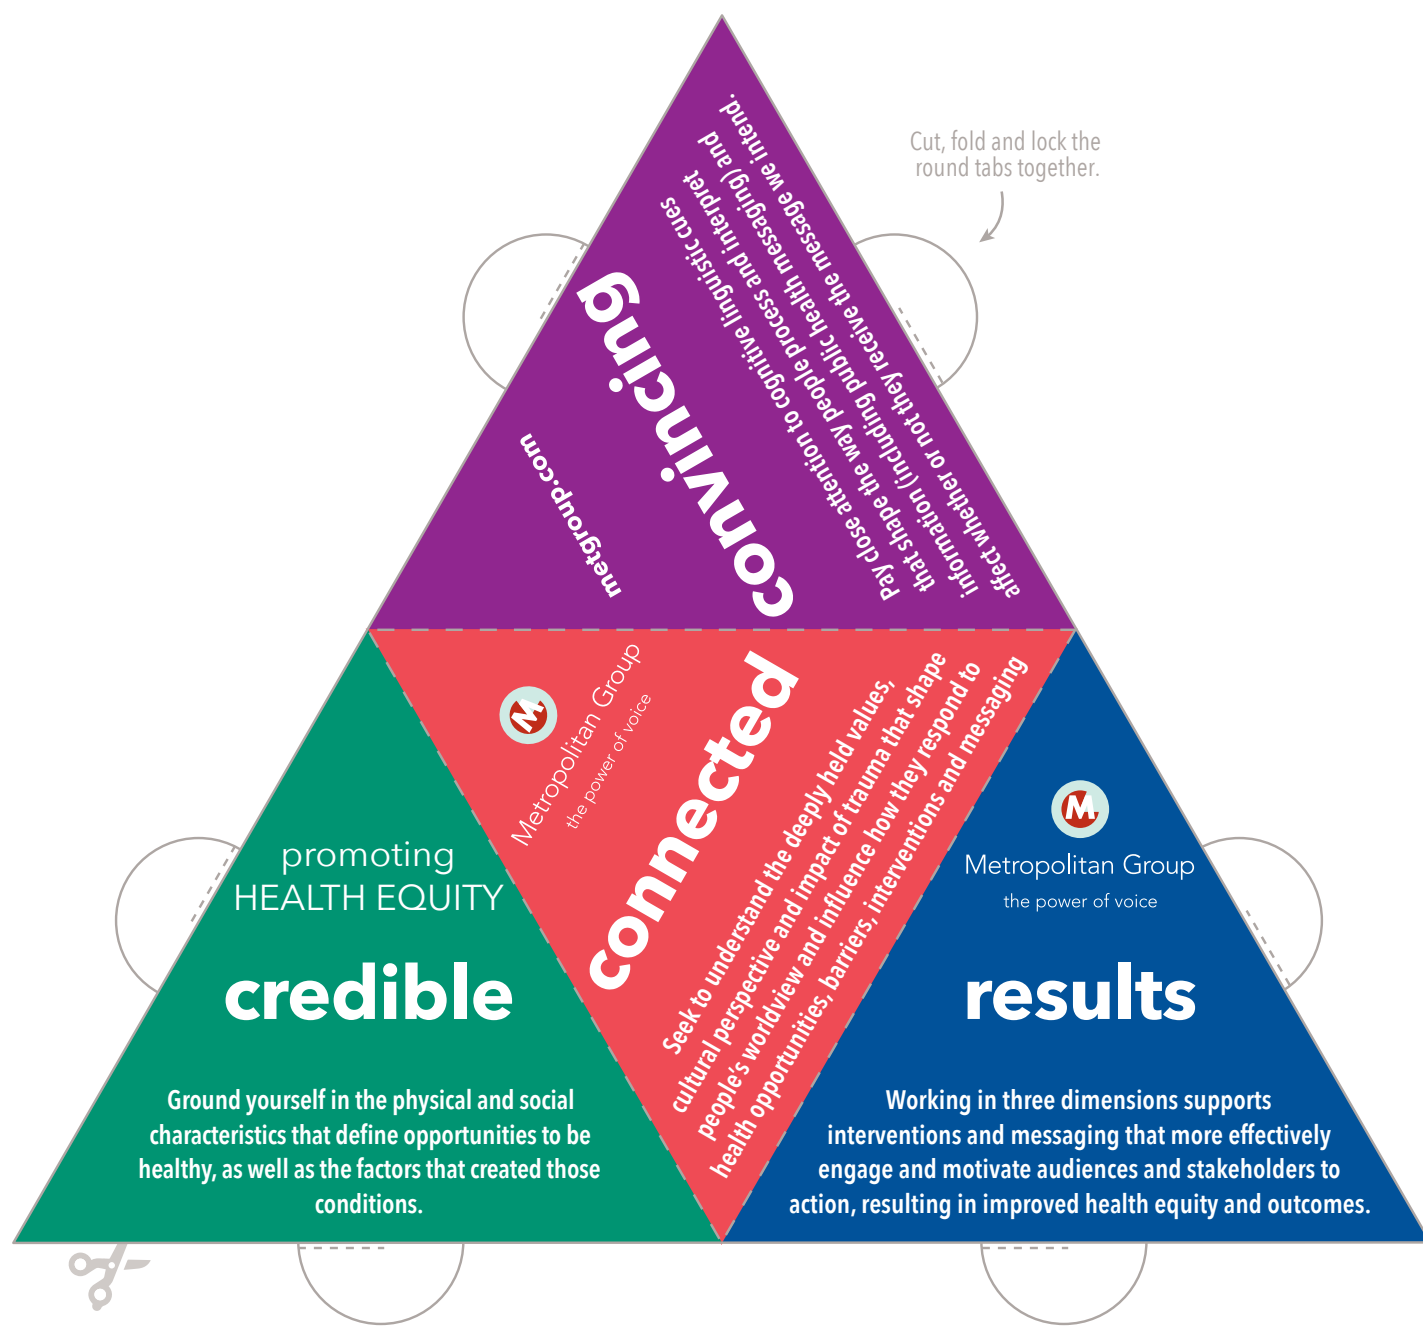 Cut, fold and lock the
round tabs together.
metgroup.com
convincing
Pay close attention to cognitive linguistic cues
that shape the way people process and interpret
information (including public health messaging) and
affect whether or not they receive the message we intend.
M
Metropolitan Group
the power of voice
connected
Seek to understand the deeply held values,
cultural perspective and impact of trauma that shape
people's worldview and influence how they respond to
health opportunities, barriers, interventions and messaging
promoting
HEALTH EQUITY
credible
Ground yourself in the physical and social
characteristics that define opportunities to be
healthy, as well as the factors that created those
conditions.
M
Metropolitan Group
the power of voice
results
Working in three dimensions supports
interventions and messaging that more effectively
engage and motivate audiences and stakeholders to
action, resulting in improved health equity and outcomes.